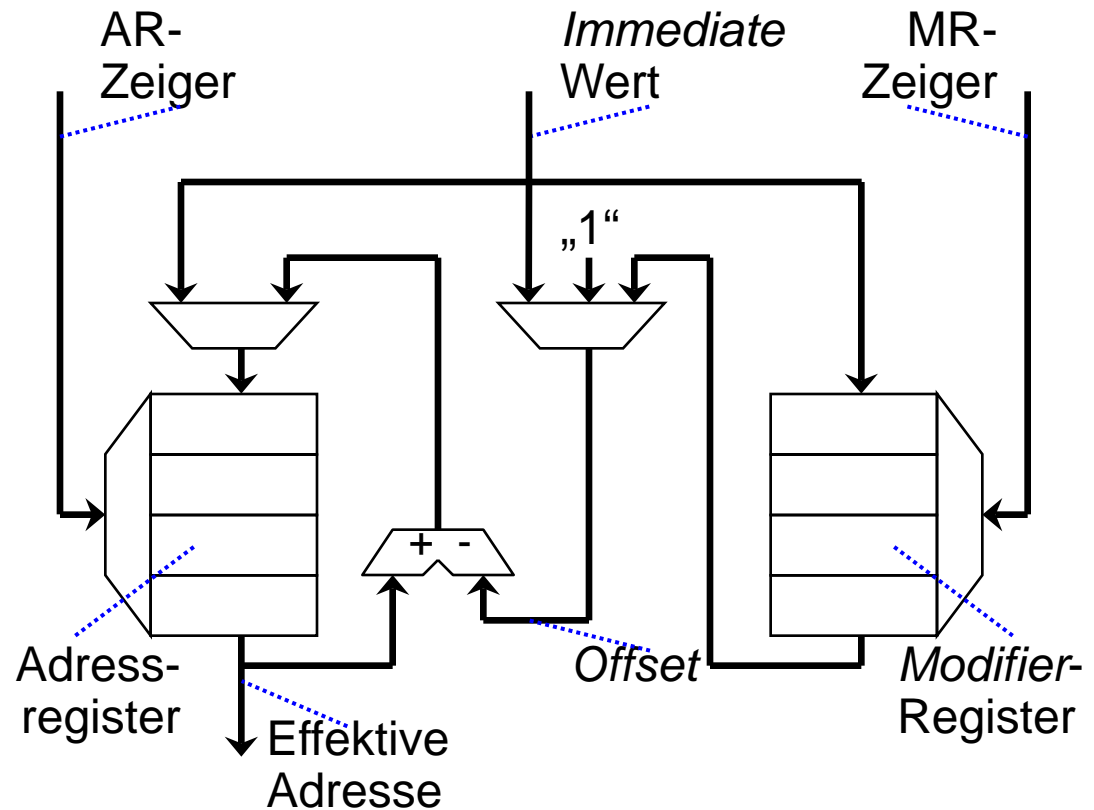 AR-
Zeiger
Immediate
Wert
MR-
Zeiger
„1“
+ -
Adress-
register
Effektive
Adresse
Offset
Modifier-
Register